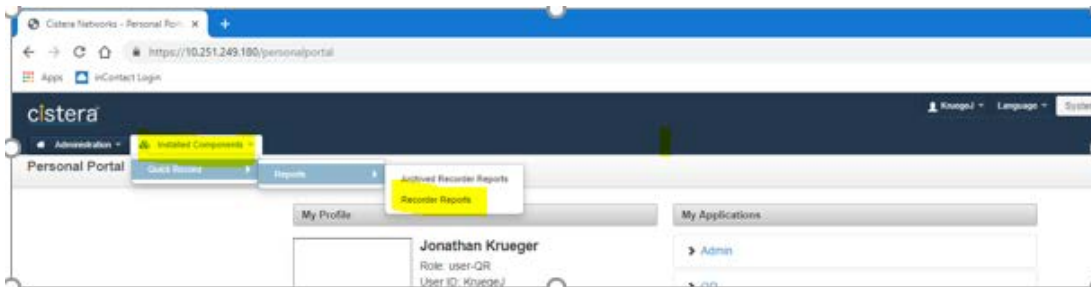 Cistera Networks - Personal Port
https://10.251.249.180/personalportal
Apps inContact Login
cistera
KruegeJ Language System
Administration Installed Components
Personal Portal Quick Record Reports Archived Recorder Reports
Recorder Reports
My Profile My Applications
Jonathan Krueger Admin
Role: user-QR
User ID: KruegeJ QR